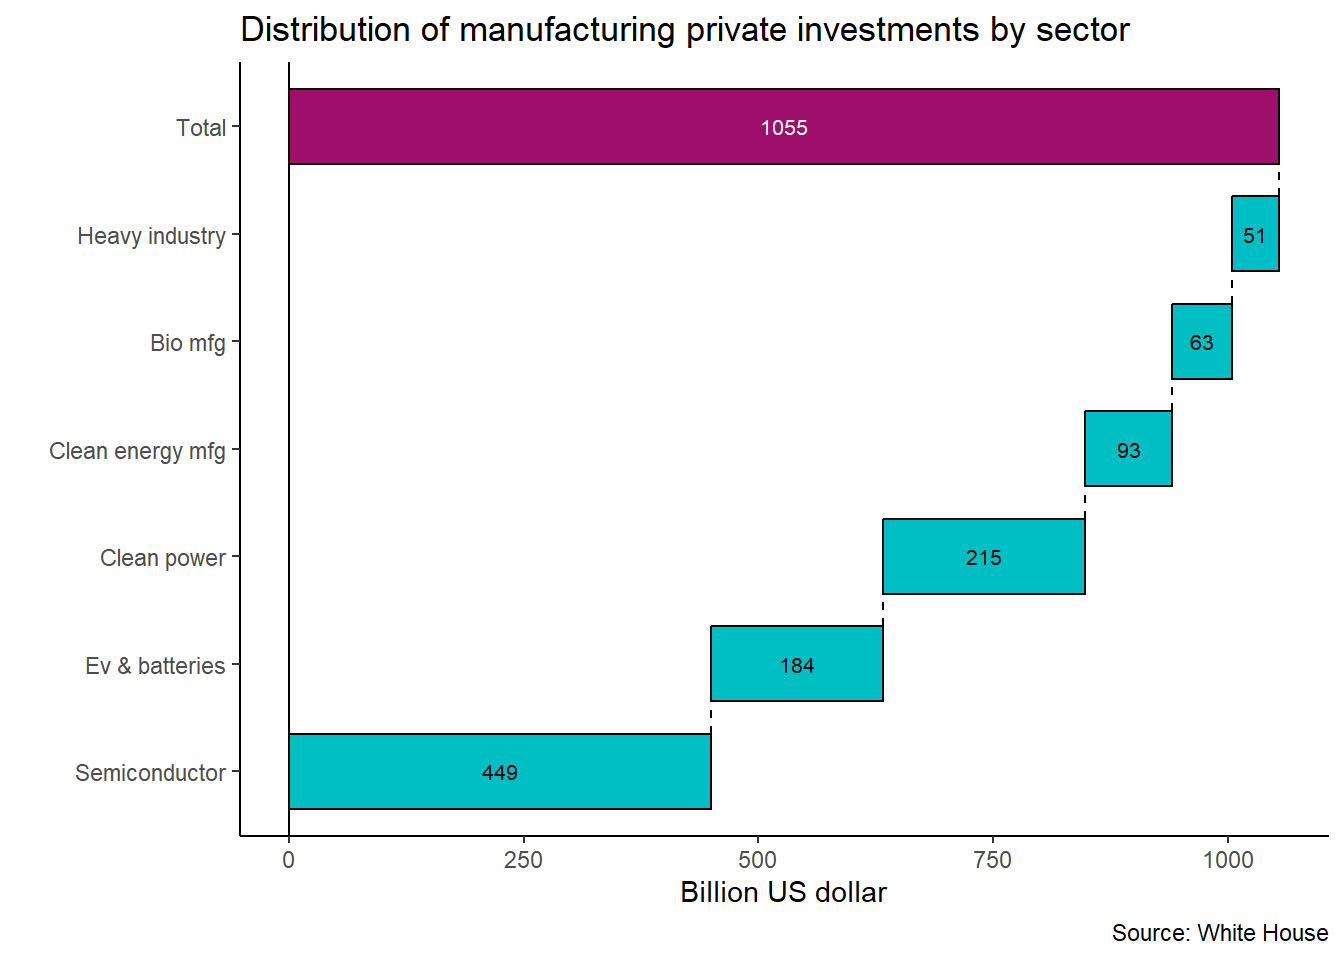 Distribution of manufacturing private investments by sector
Total
1055
Heavy industry
51
Bio mfg
63
Clean energy mfg
93
Clean power
215
Ev & batteries
184
Semiconductor
449
0 250 500 750 1000
Billion US dollar
Source: White House